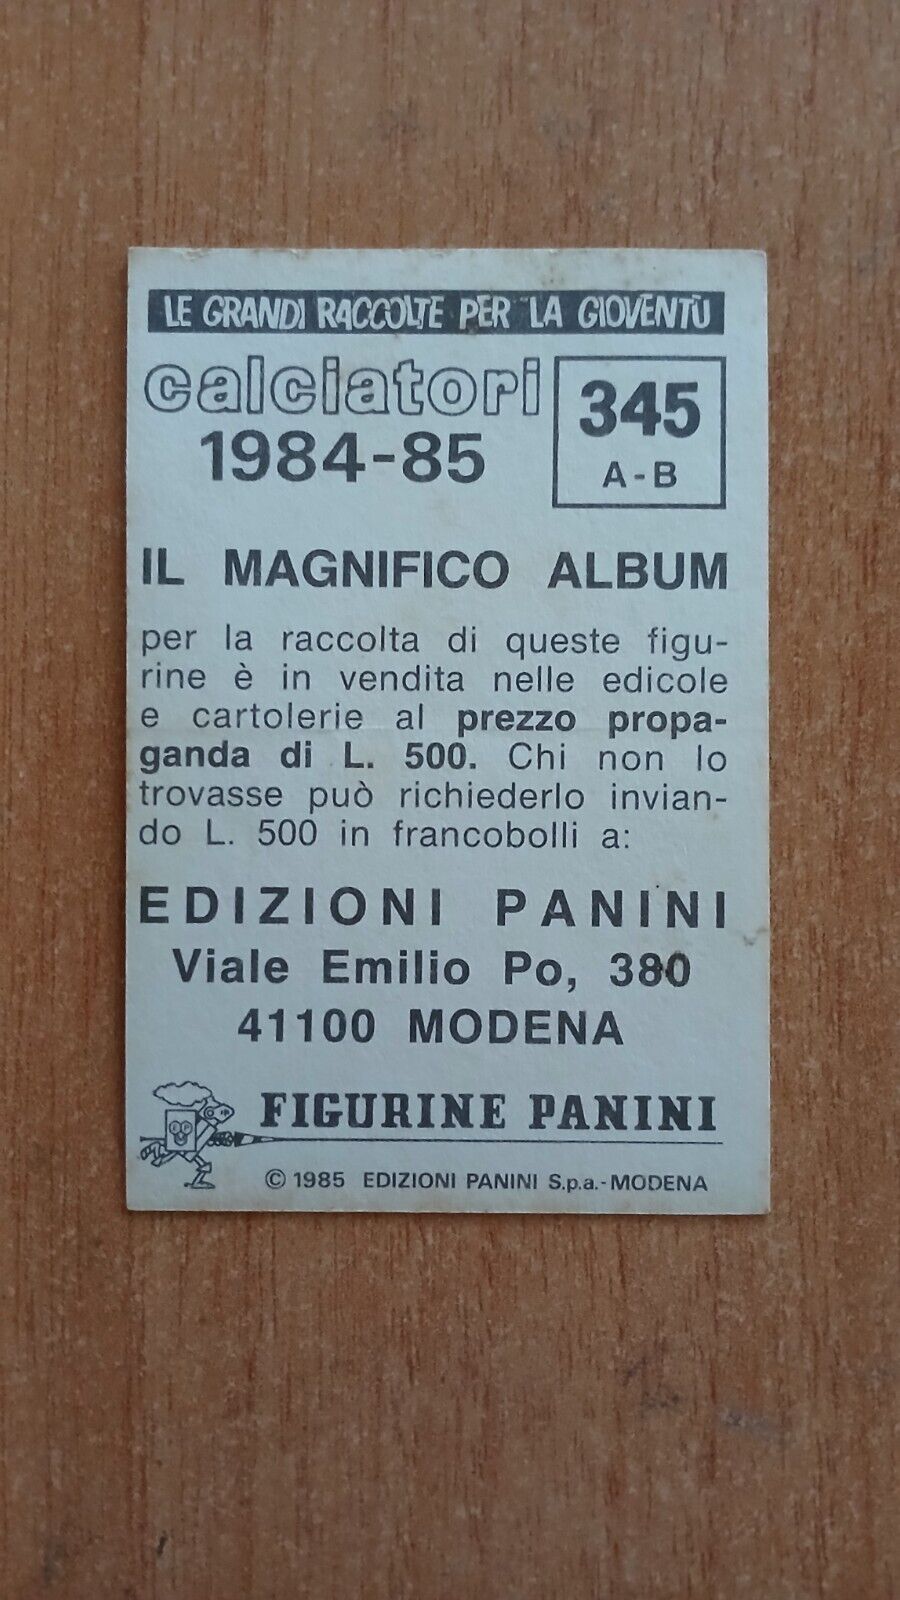 LE GRANDI RACCOLTE PER LA GIOVENTÙ
calciatori
1984-85
345
A-B
IL MAGNIFICO ALBUM
per la raccolta di queste figu-
rine è in vendita nelle edicole
e cartolerie al prezzo propa-
ganda di L. 500. Chi non lo
trovasse può richiederlo invian-
do L. 500 in francobolli a:
EDIZIONI PANINI
Viale Emilio Po, 380
41100 MODENA
FIGURINE PANINI
© 1985 EDIZIONI PANINI S.p.a.-MODENA